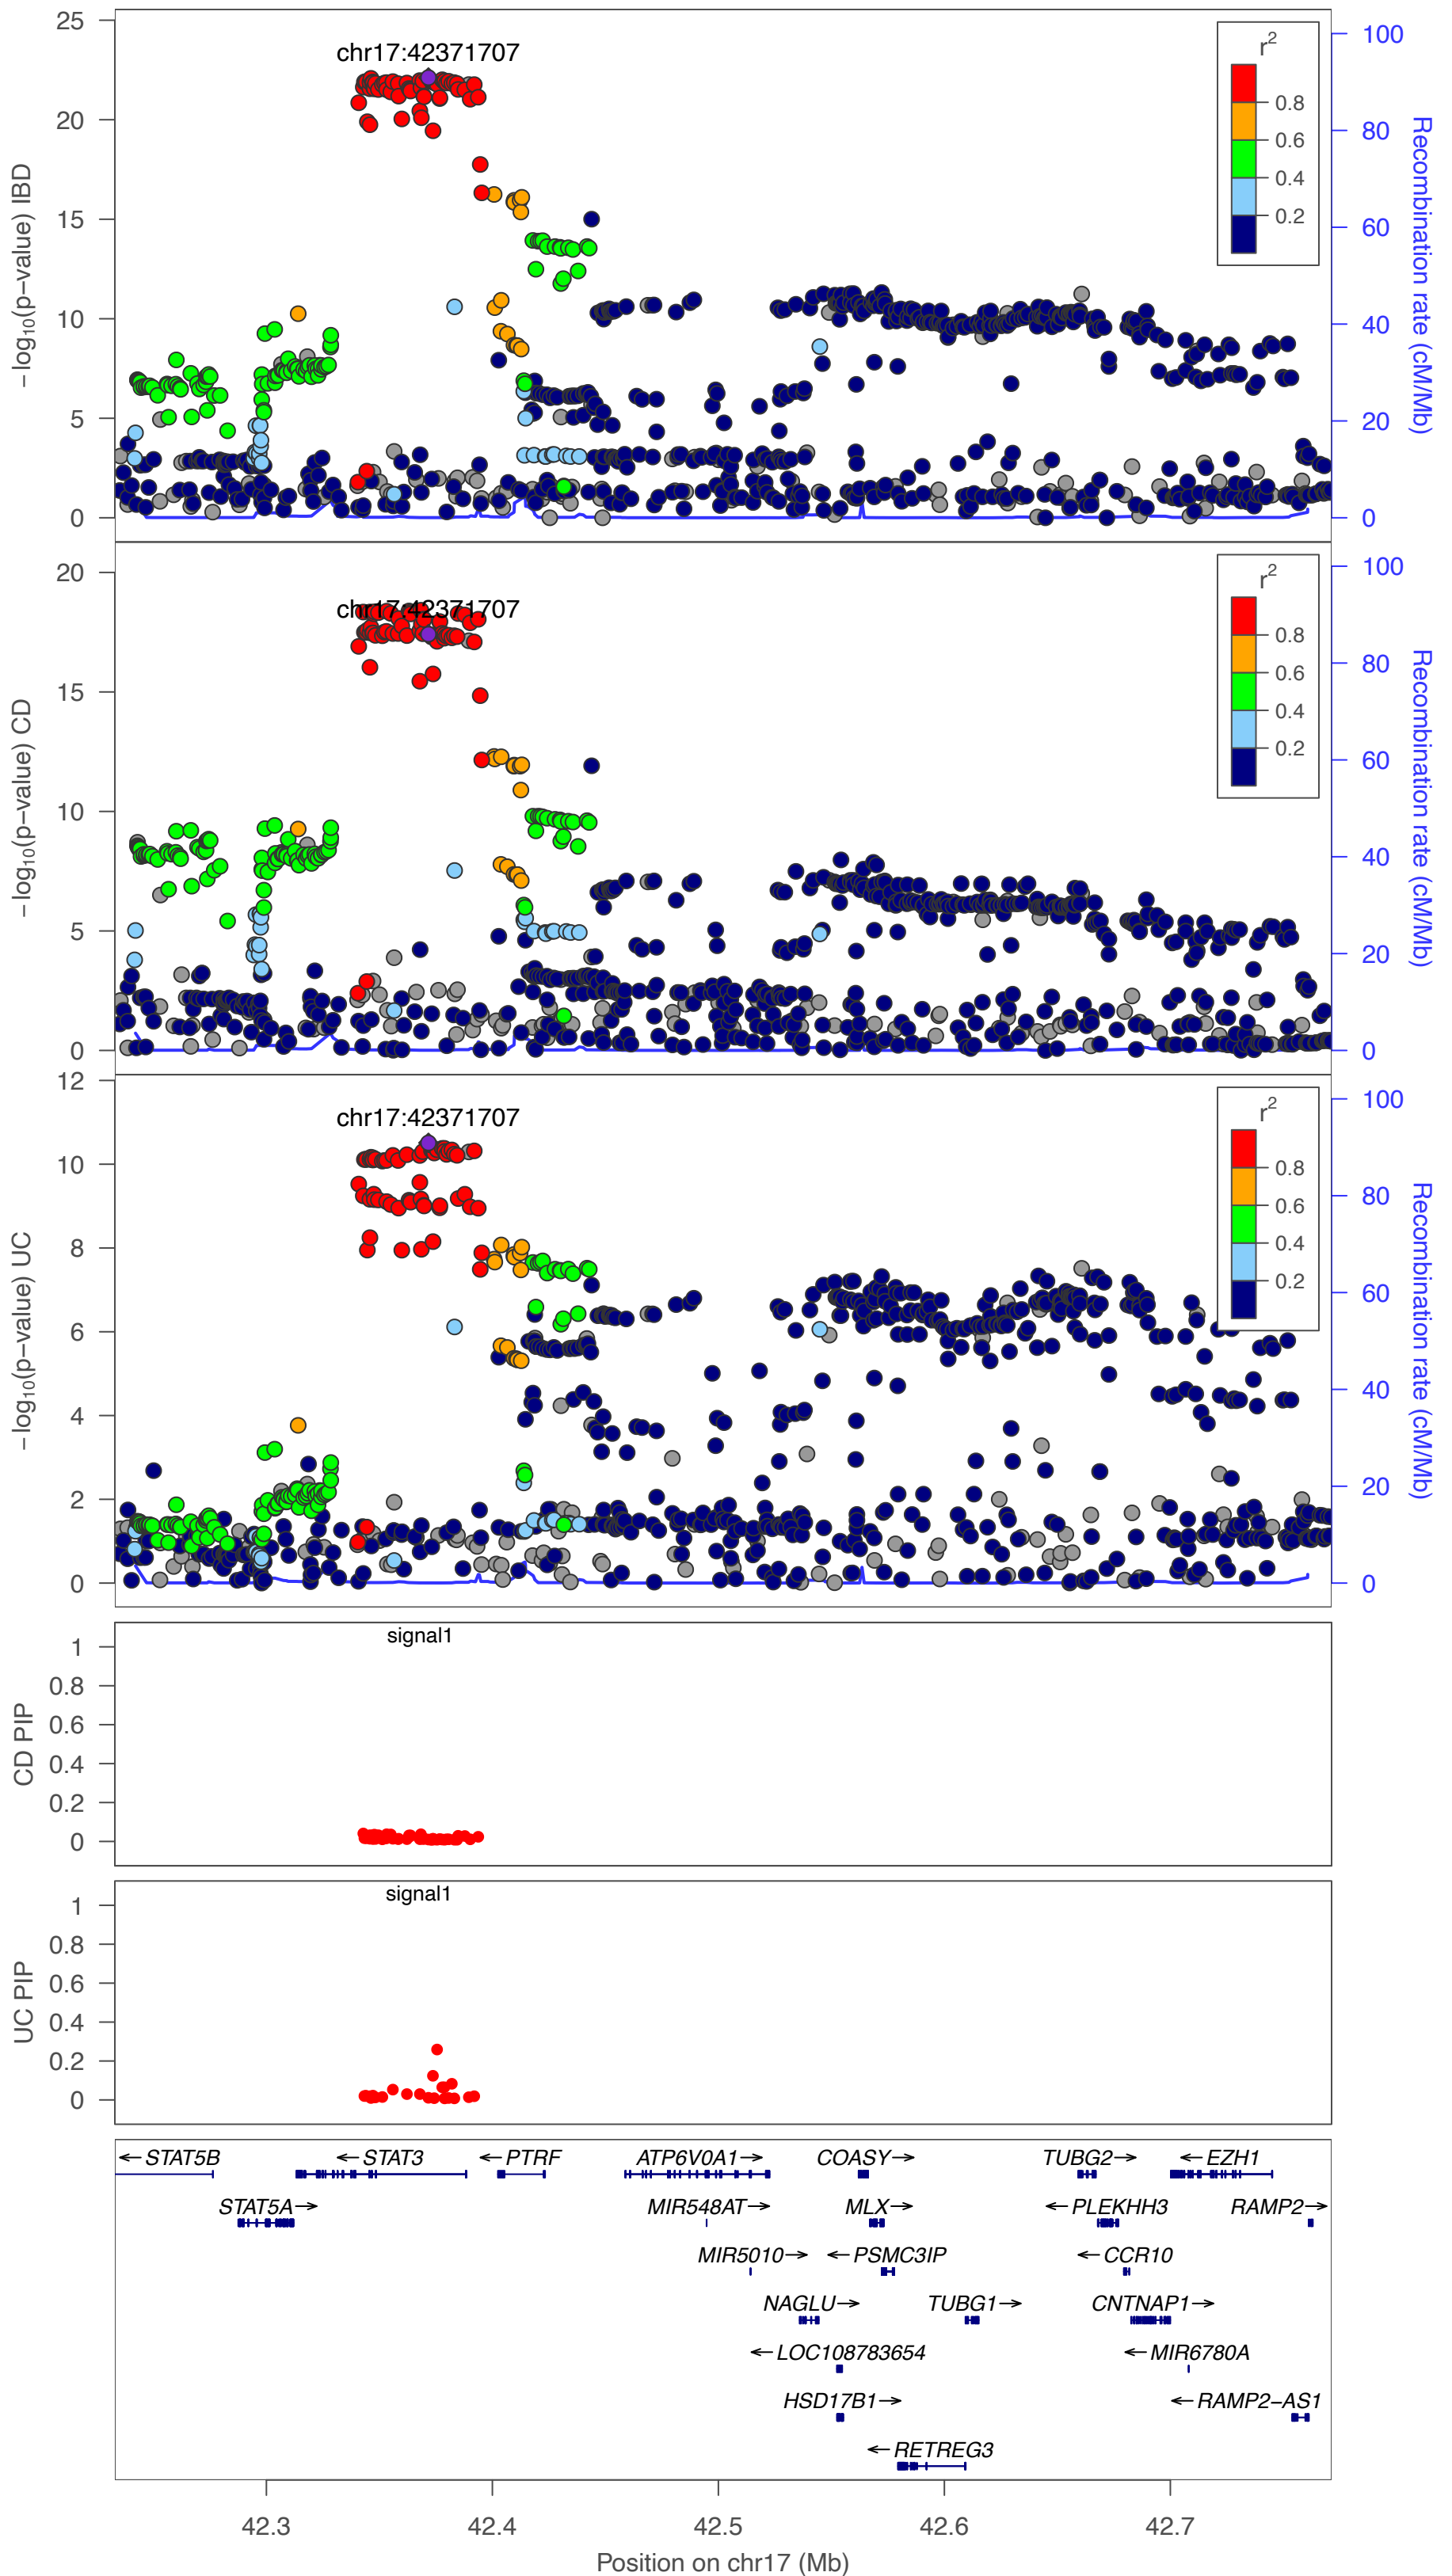 chr17:42371707
−log10(p−value) IBD
0
5
10
15
20
25
Recombination rate (cM/Mb)
0
20
40
60
80
100
r2
0.8
0.6
0.4
0.2
chr17:42371707
−log10(p−value) CD
0
5
10
15
20
Recombination rate (cM/Mb)
0
20
40
60
80
100
r2
0.8
0.6
0.4
0.2
chr17:42371707
−log10(p−value) UC
0
2
4
6
8
10
12
Recombination rate (cM/Mb)
0
20
40
60
80
100
r2
0.8
0.6
0.4
0.2
signal1
CD PIP
0
0.2
0.4
0.6
0.8
1
signal1
UC PIP
0
0.2
0.4
0.6
0.8
1
←STAT5B ←STAT3 ←PTRF ATP6V0A1→ COASY→ TUBG2→ ←EZH1
STAT5A→ MIR548AT→ MLX→ ←PLEKHH3 RAMP2→
MIR5010→ ←PSMC3IP ←CCR10
NAGLU→ TUBG1→ CNTNAP1→
←LOC108783654 ←MIR6780A
HSD17B1→ ←RAMP2−AS1
←RETREG3
42.3 42.4 42.5 42.6 42.7
Position on chr17 (Mb)